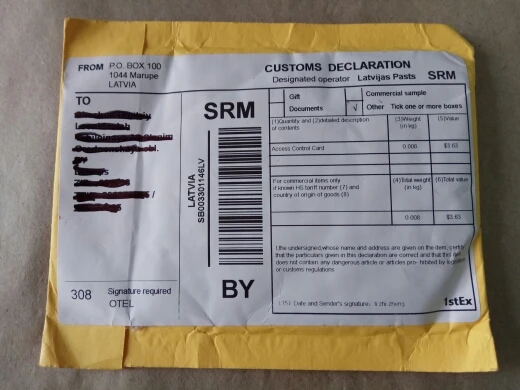 FROM P.O. BOX 100
1044 Marupe
LATVIA
TO
308 Signature required
OTEL
SRM
LATVIA
SB003301146LV
BY
CUSTOMS DECLARATION
Designated operator Latvijas Pasts SRM
Gift Commercial sample
Documents √ Other Tick one or more boxes
(1)Quantity and (2)detailed description of contents
(3)Weight (in kg)
(5)Value
Access Control Card 0.008 $3.63
For commercial items only
if known HS tariff number (7) and
country of origin of goods (8)
(4)Total weight (in kg)
(6)Total value
0.008 $3.63
I,the undersigned,whose name and address are given on the item, certify
that the particulars given in this declaration are correct and that this item
does not contain any dangerous article or articles pro- hibited by
or customs regulations
Date and Sender's signature
1stEx